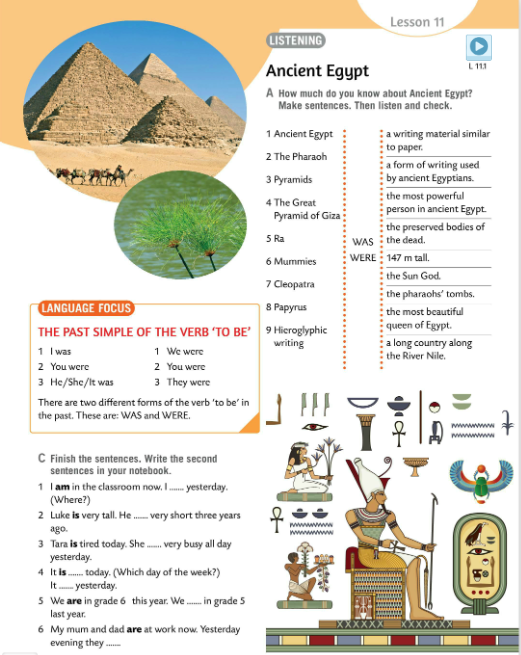 Lesson 11
LISTENING
L 11.1
Ancient Egypt
A How much do you know about Ancient Egypt?
Make sentences. Then listen and check.
1 Ancient Egypt
2 The Pharaoh
3 Pyramids
4 The Great
Pyramid of Giza
5 Ra
6 Mummies
7 Cleopatra
8 Papyrus
9 Hieroglyphic
writing
WAS
WERE
a writing material similar
to paper.
a form of writing used
by ancient Egyptians.
the most powerful
person in ancient Egypt.
the preserved bodies of
the dead.
147 m tall.
the Sun God.
the pharaohs' tombs.
the most beautiful
queen of Egypt.
a long country along
the River Nile.
LANGUAGE FOCUS
THE PAST SIMPLE OF THE VERB 'TO BE'
1 I was 1 We were
2 You were 2 You were
3 He/She/It was 3 They were
There are two different forms of the verb 'to be' in
the past. These are: WAS and WERE.
C Finish the sentences. Write the second
sentences in your notebook.
1 I am in the classroom now. I ...... yesterday.
(Where?)
2 Luke is very tall. He ...... very short three years
ago.
3 Tara is tired today. She ...... very busy all day
yesterday.
4 It is ...... today. (Which day of the week?)
It ...... yesterday.
5 We are in grade 6 this year. We ...... in grade 5
last year.
6 My mum and dad are at work now. Yesterday
evening they ......